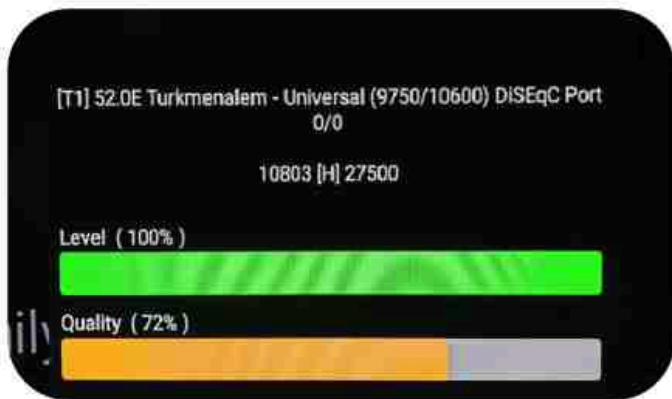 [T1] 52.0E Turkmenalem - Universal (9750/10600) DiSEqC Port
0/0
10803 [H] 27500
Level ( 100% )
Quality ( 72% )